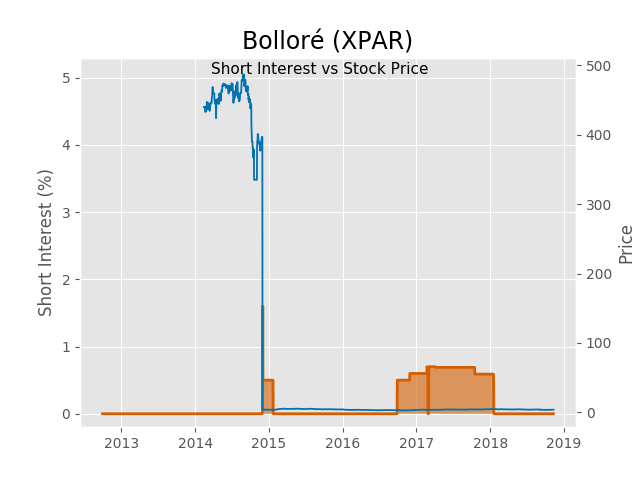 Bolloré (XPAR)
Short Interest vs Stock Price
Short Interest (%)
5
4
3
2
1
0
500
400
300
200
100
0
Price
2013 2014 2015 2016 2017 2018 2019